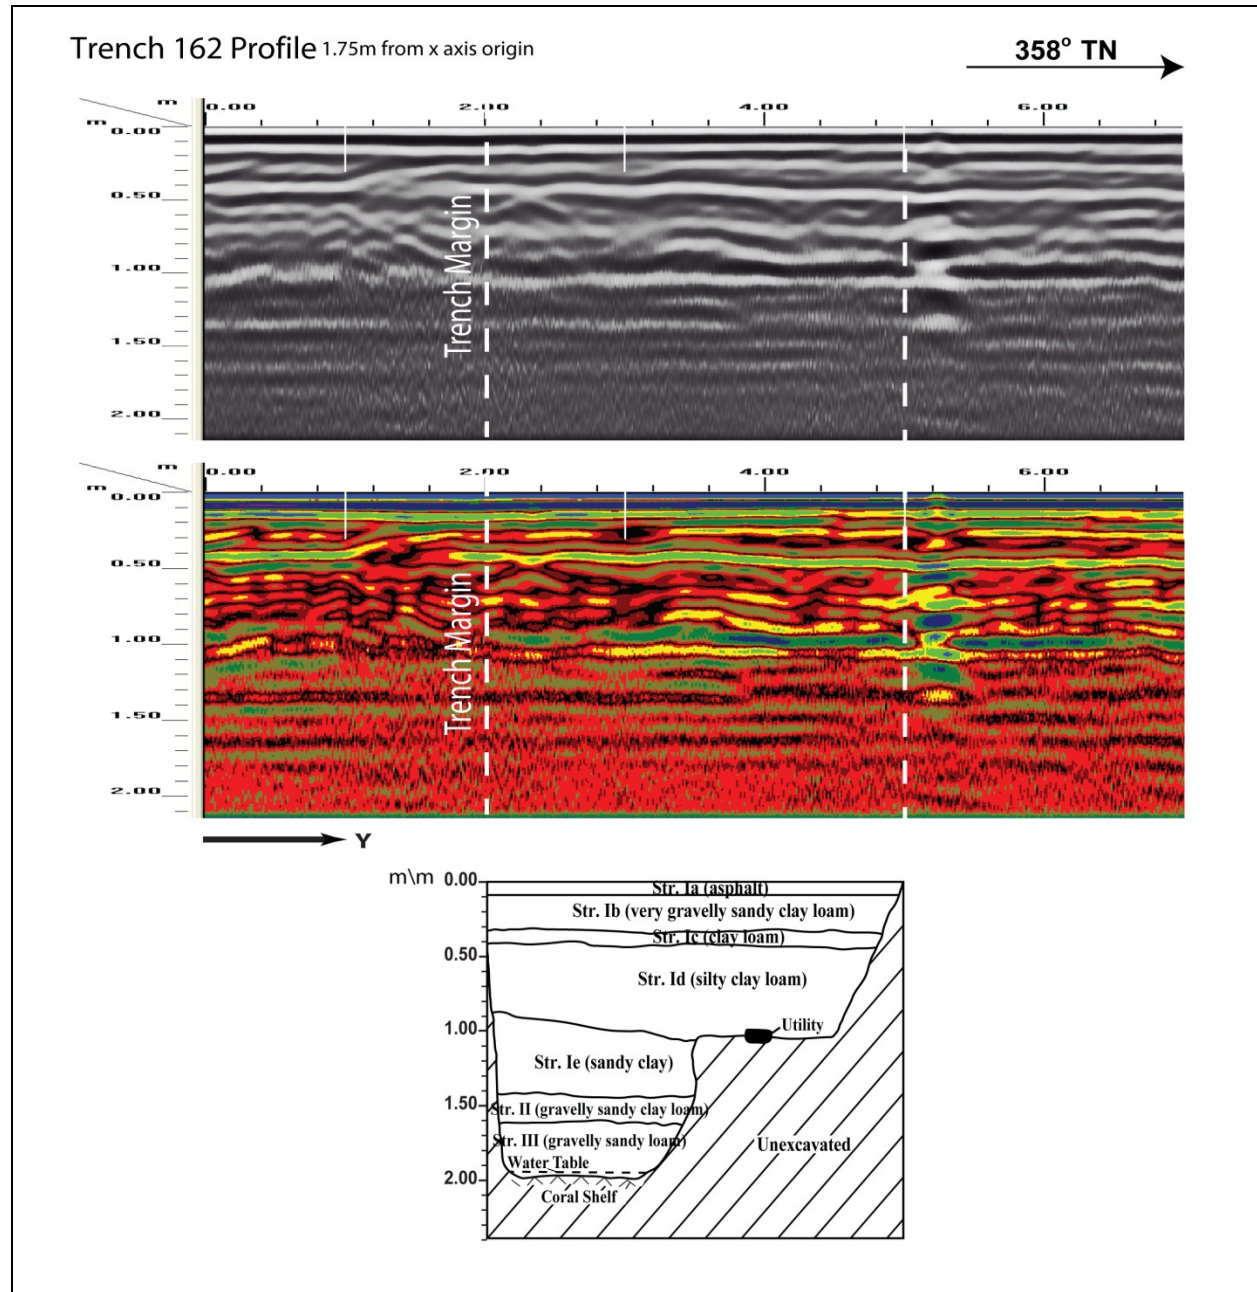 Trench 162 Profile 1.75m from x axis origin
358° TN
m 0.00 2.00 4.00 6.00
m
0.00
0.50
1.00
1.50
2.00
Trench Margin
m 0.00 2.00 4.00 6.00
m
0.00
0.50
1.00
1.50
2.00
Trench Margin
Y
m\m 0.00
Str. Ia (asphalt)
Str. Ib (very gravelly sandy clay loam)
Str. Ic (clay loam)
0.50
Str. Id (silty clay loam)
Utility
1.00
Str. Ie (sandy clay)
1.50
Str. II (gravelly sandy clay loam)
Str. III (gravelly sandy loam)
Unexcavated
Water Table
2.00
Coral Shelf